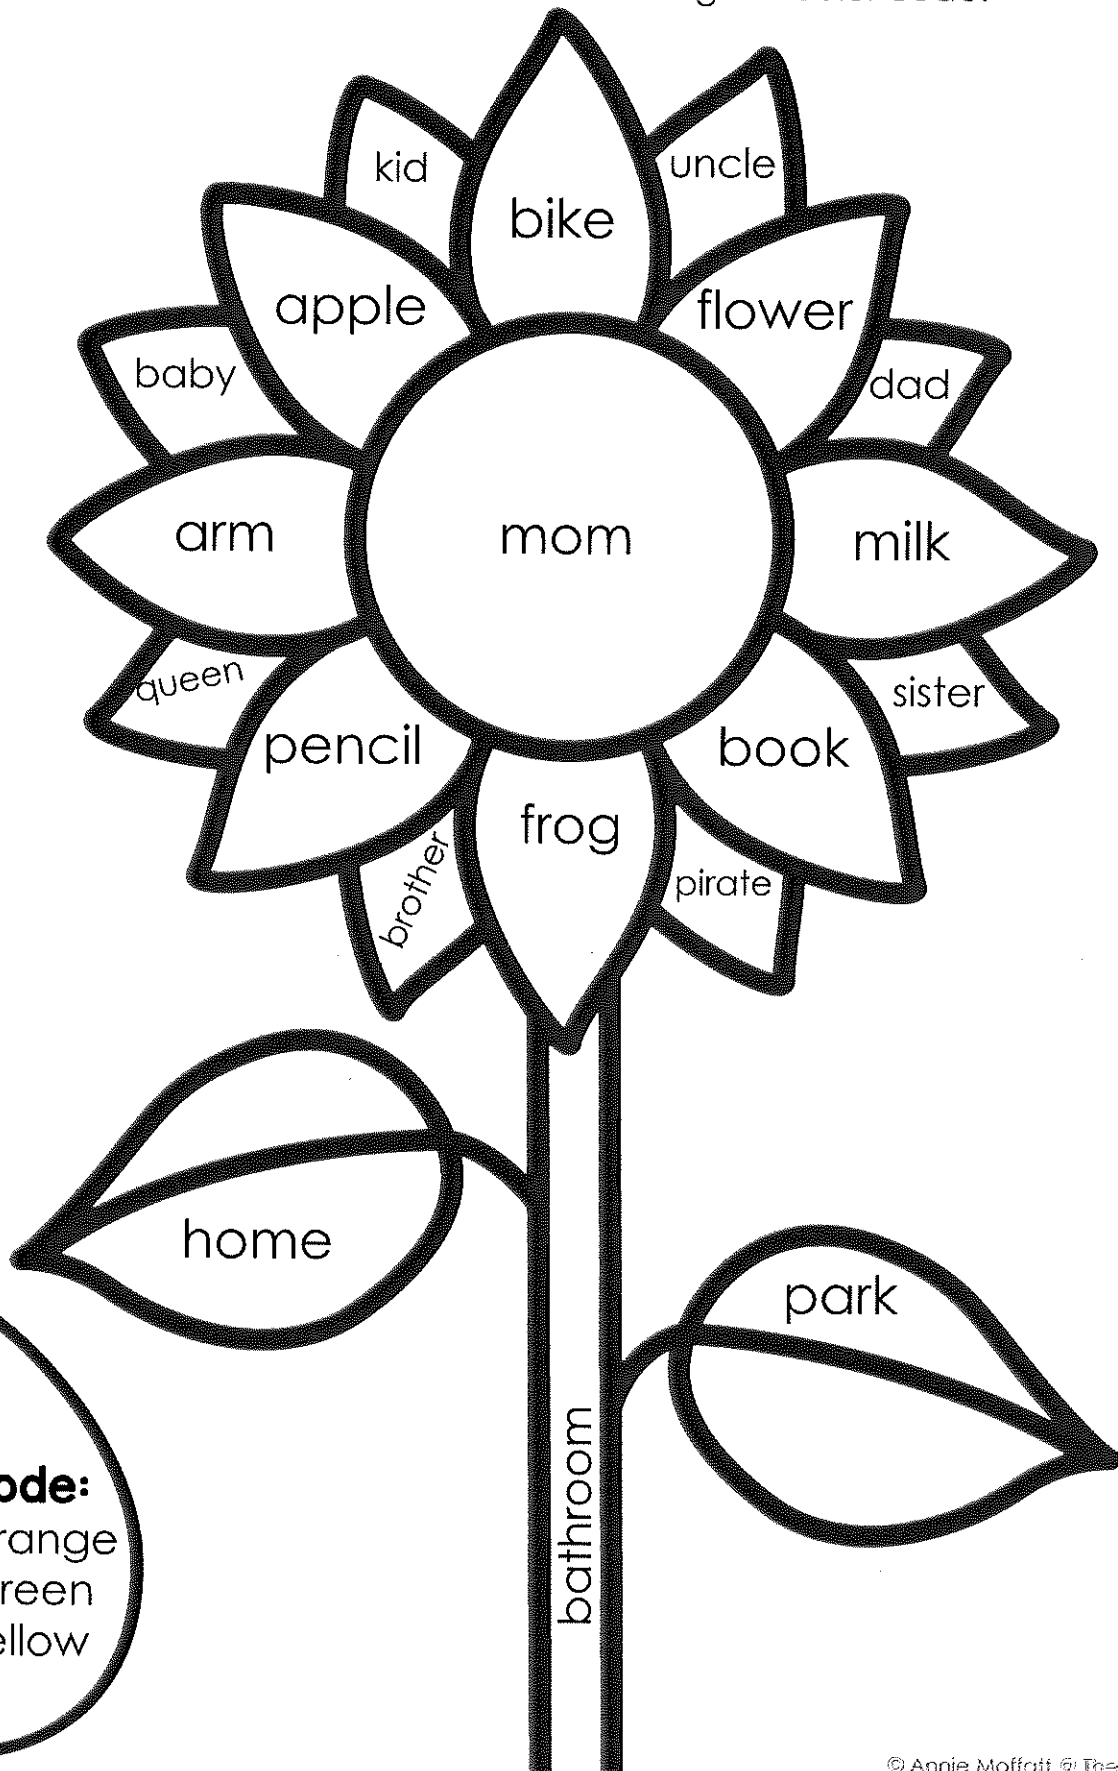 kid
uncle
bike
apple
flower
baby
dad
arm
mom
milk
queen
sister
pencil
book
frog
brother
pirate
home
park
bathroom
ode:
range
reen
ellow
© Annie Moffatt @ The